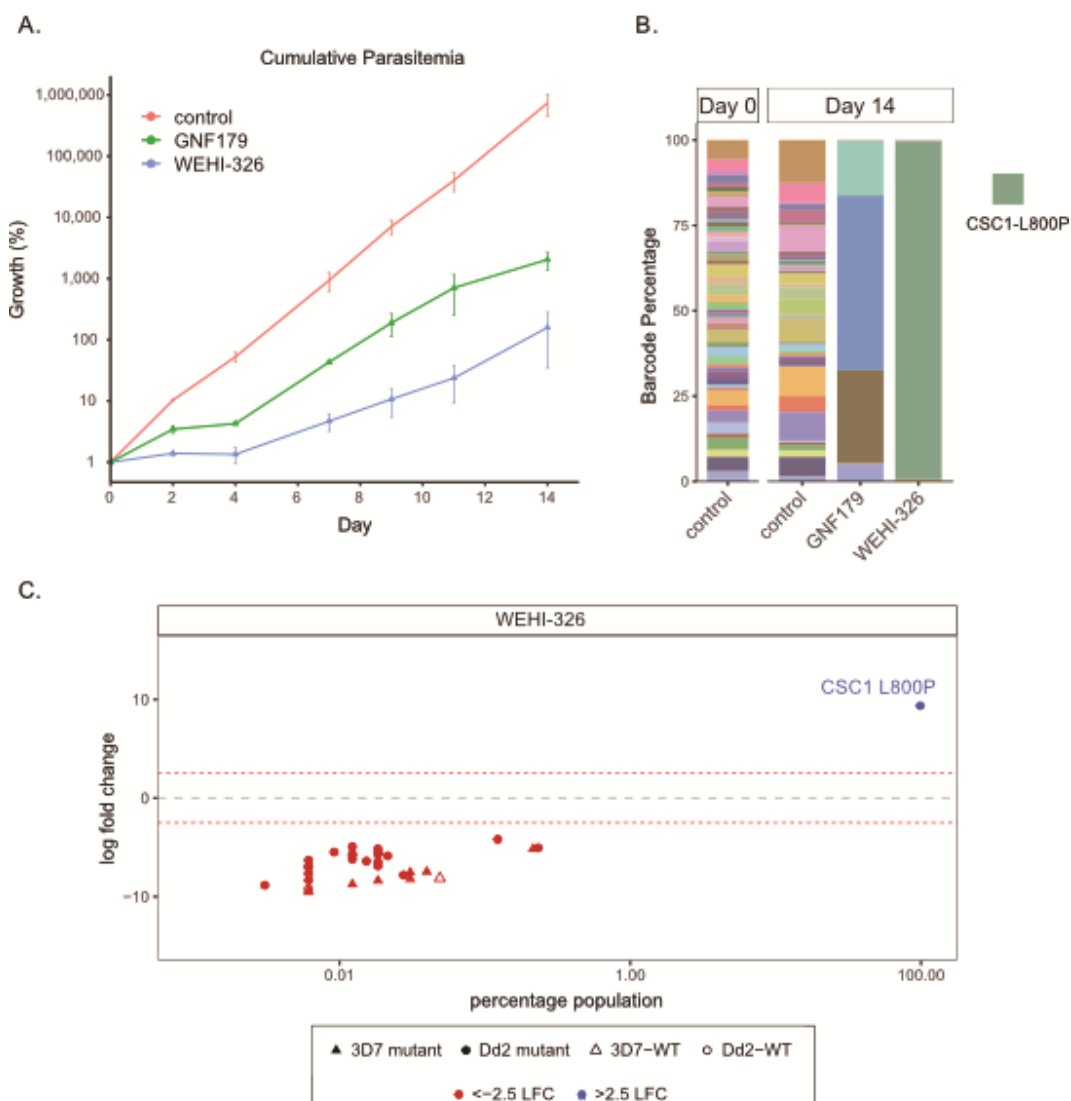 A.
Cumulative Parasitemia
1,000,000
100,000
10,000
1,000
100
10
1
Growth (%)
control
GNF179
WEHI-326
0 2 4 6 8 10 12 14
Day
B.
Day 0 Day 14
100
75
50
25
0
Barcode Percentage
control control GNF179 WEHI-326
CSC1-L800P
C.
WEHI-326
CSC1 L800P
10
0
−10
log fold change
0.01 1.00 100.00
percentage population
3D7 mutant Dd2 mutant 3D7−WT Dd2−WT
<−2.5 LFC >2.5 LFC